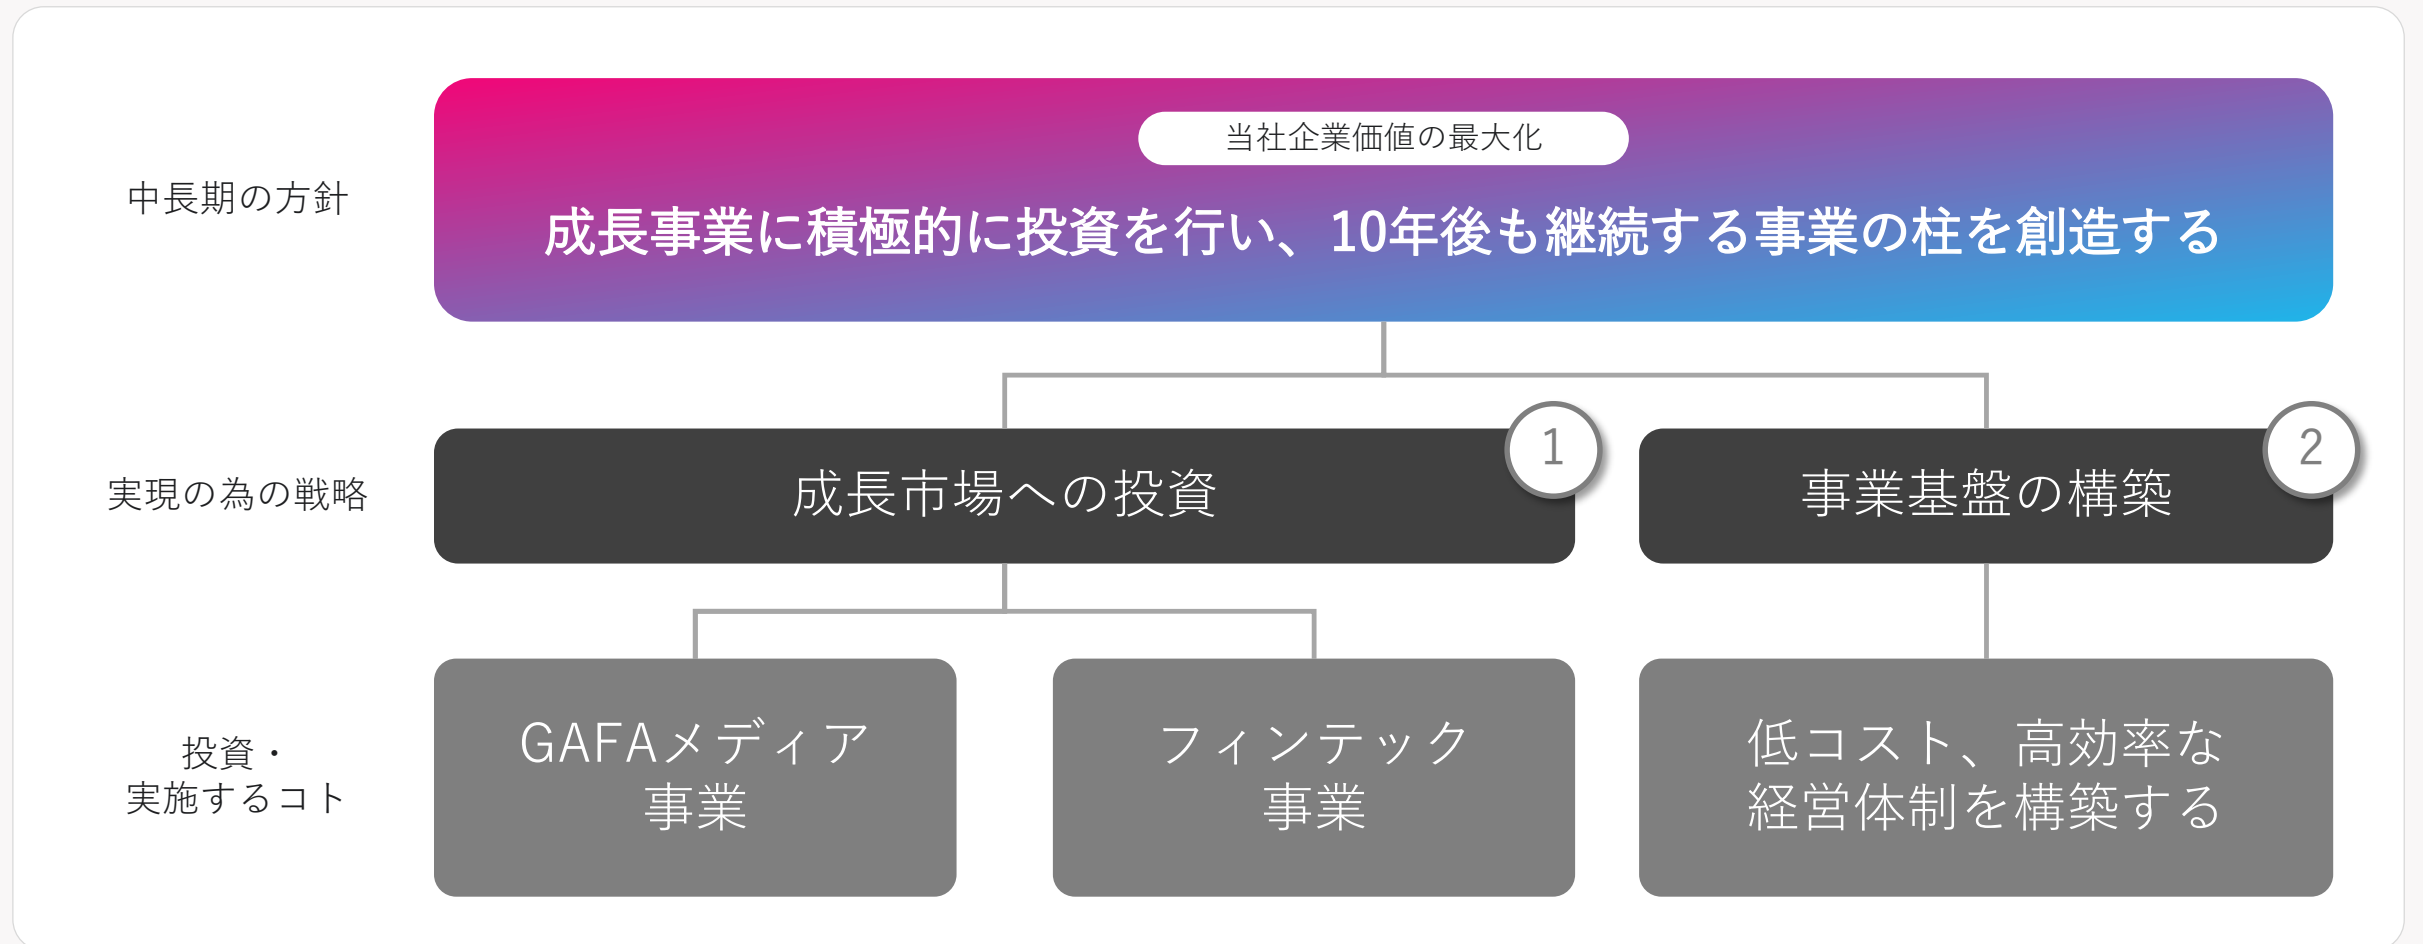 当社企業価値の最大化
中長期の方針
成長事業に積極的に投資を行い、10年後も継続する事業の柱を創造する
実現の為の戦略
成長市場への投資
1
事業基盤の構築
2
投資・
実施するコト
GAFAメディア
事業
フィンテック
事業
低コスト、高効率な
経営体制を構築する